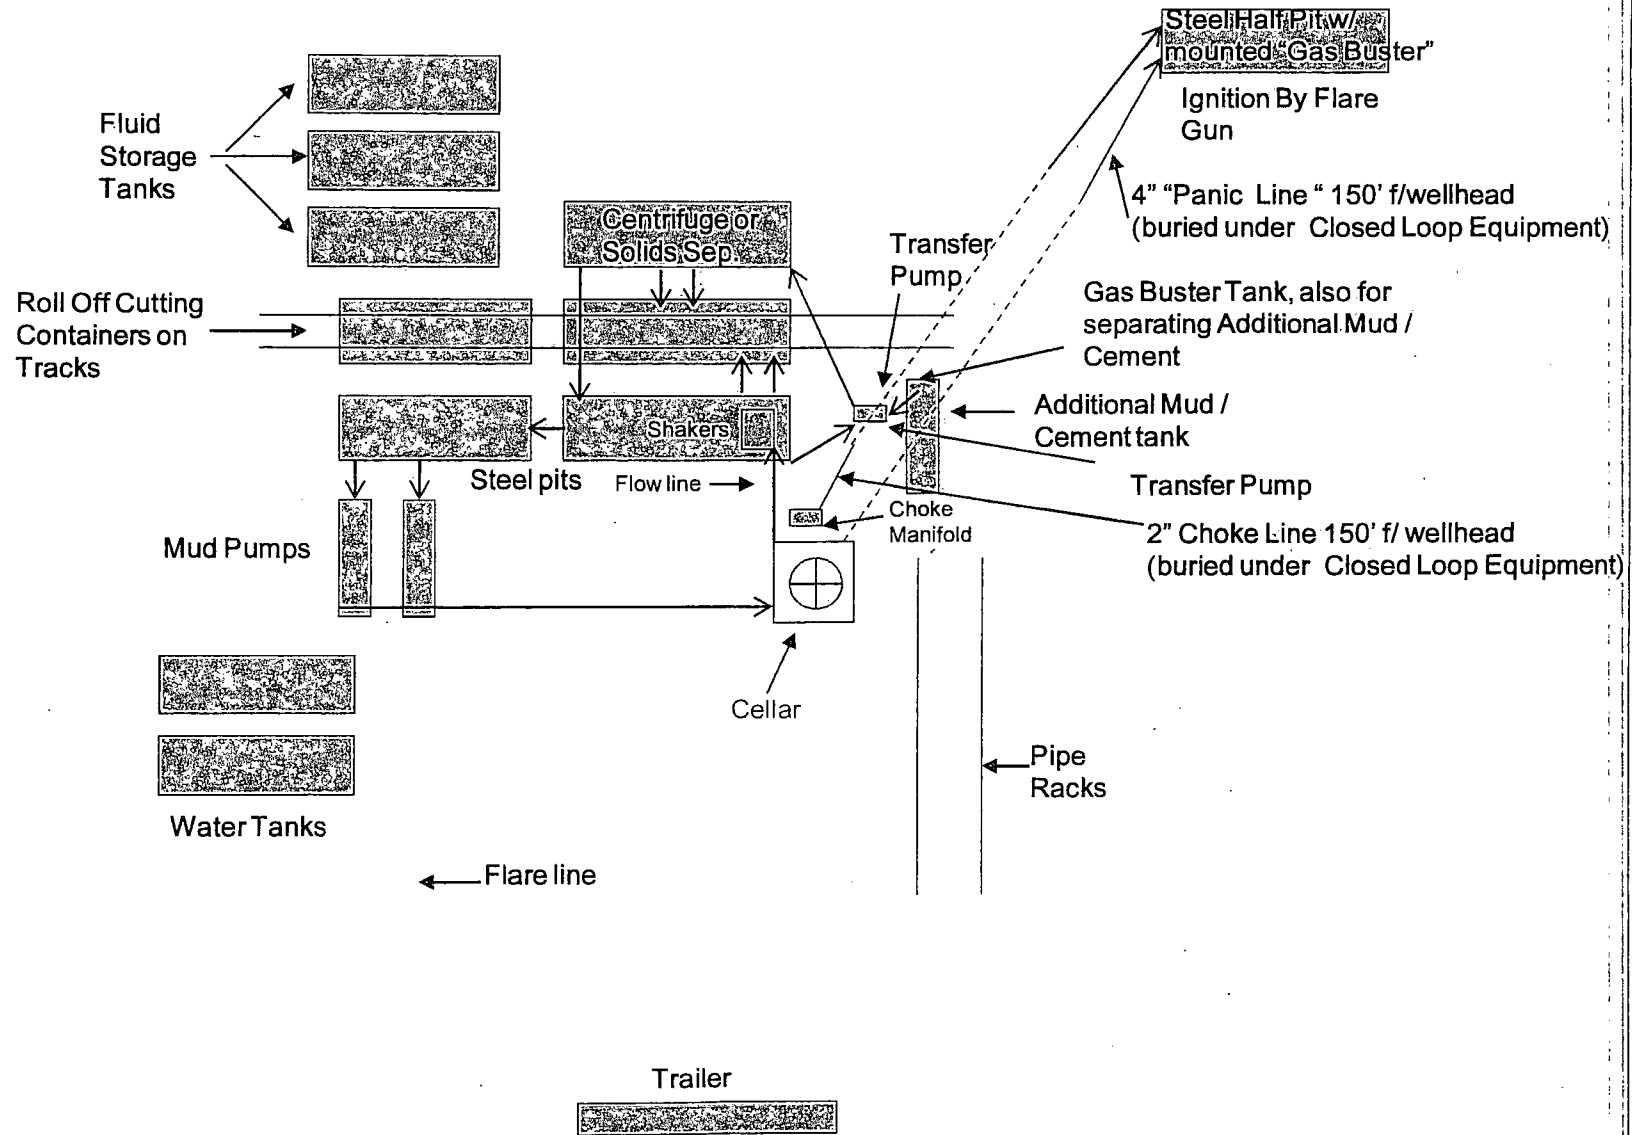 Steel Half Pit w/
mounted “Gas Buster”
Ignition By Flare
Gun
Fluid
Storage
Tanks
4” “Panic Line “ 150’ f/wellhead
(buried under Closed Loop Equipment)
Centrifuge or
Solids Sep.
Transfer
Pump
Gas Buster Tank, also for
separating Additional Mud /
Cement
Roll Off Cutting
Containers on
Tracks
Additional Mud /
Cement tank
Shakers
Steel pits
Flow line
Transfer Pump
Choke
Manifold
2” Choke Line 150’ f/ wellhead
(buried under Closed Loop Equipment)
Mud Pumps
Cellar
Pipe
Racks
Water Tanks
Flare line
Trailer